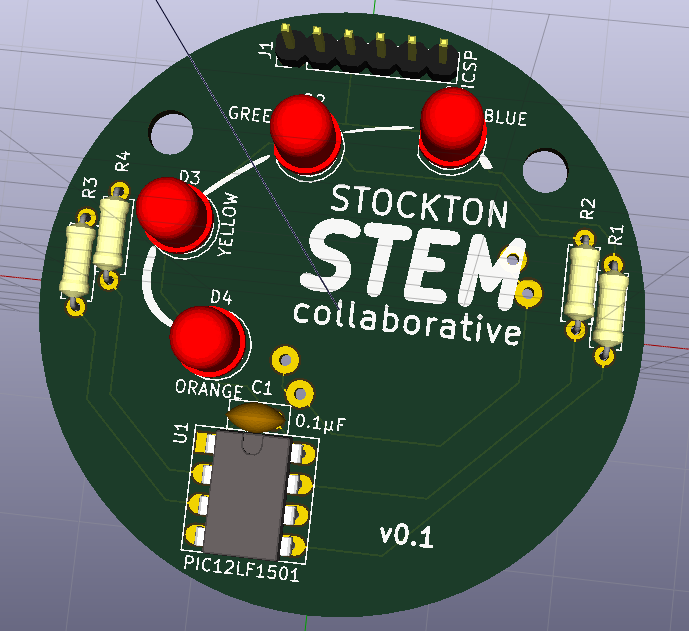 J1
ICSP
GREE
BLUE
R4
R3
D3
YELLOW
STOCKTON
STEM
collaborative
R2
R1
D4
ORANGE
C1
0.1µF
U1
v0.1
PIC12LF1501